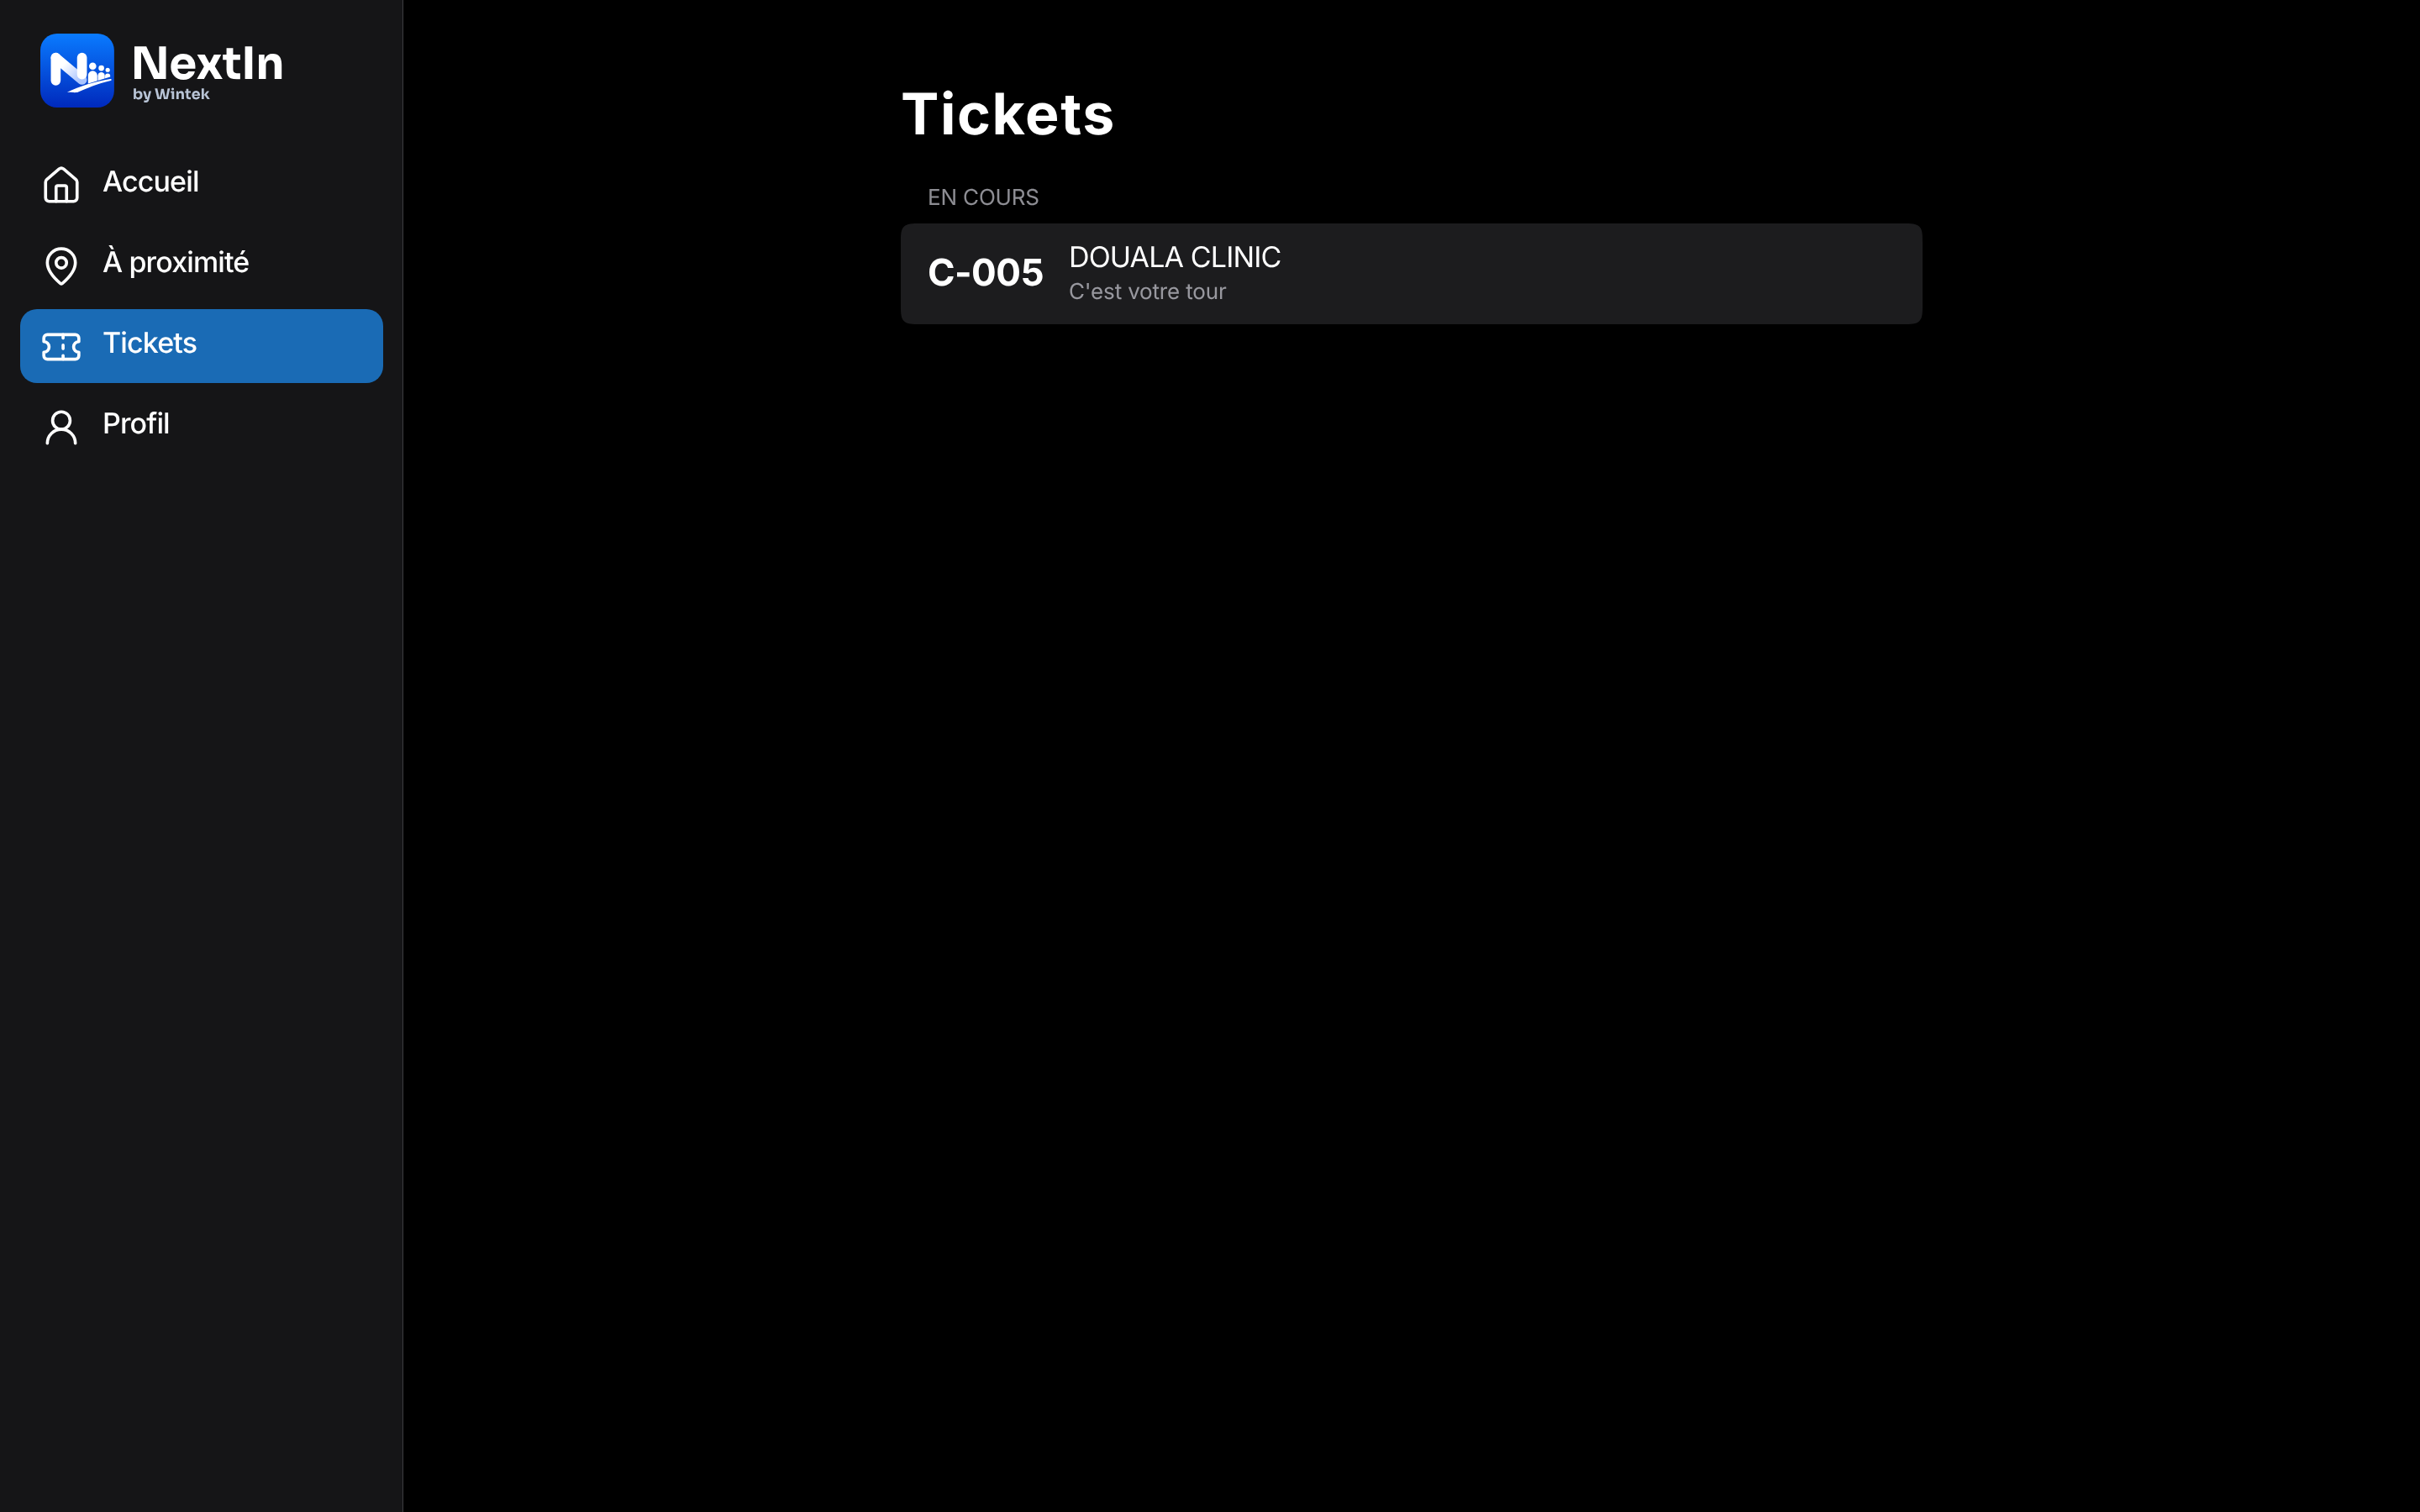 NextIn
by Wintek
Accueil
À proximité
Tickets
Profil
Tickets
EN COURS
C-005
DOUALA CLINIC
C'est votre tour